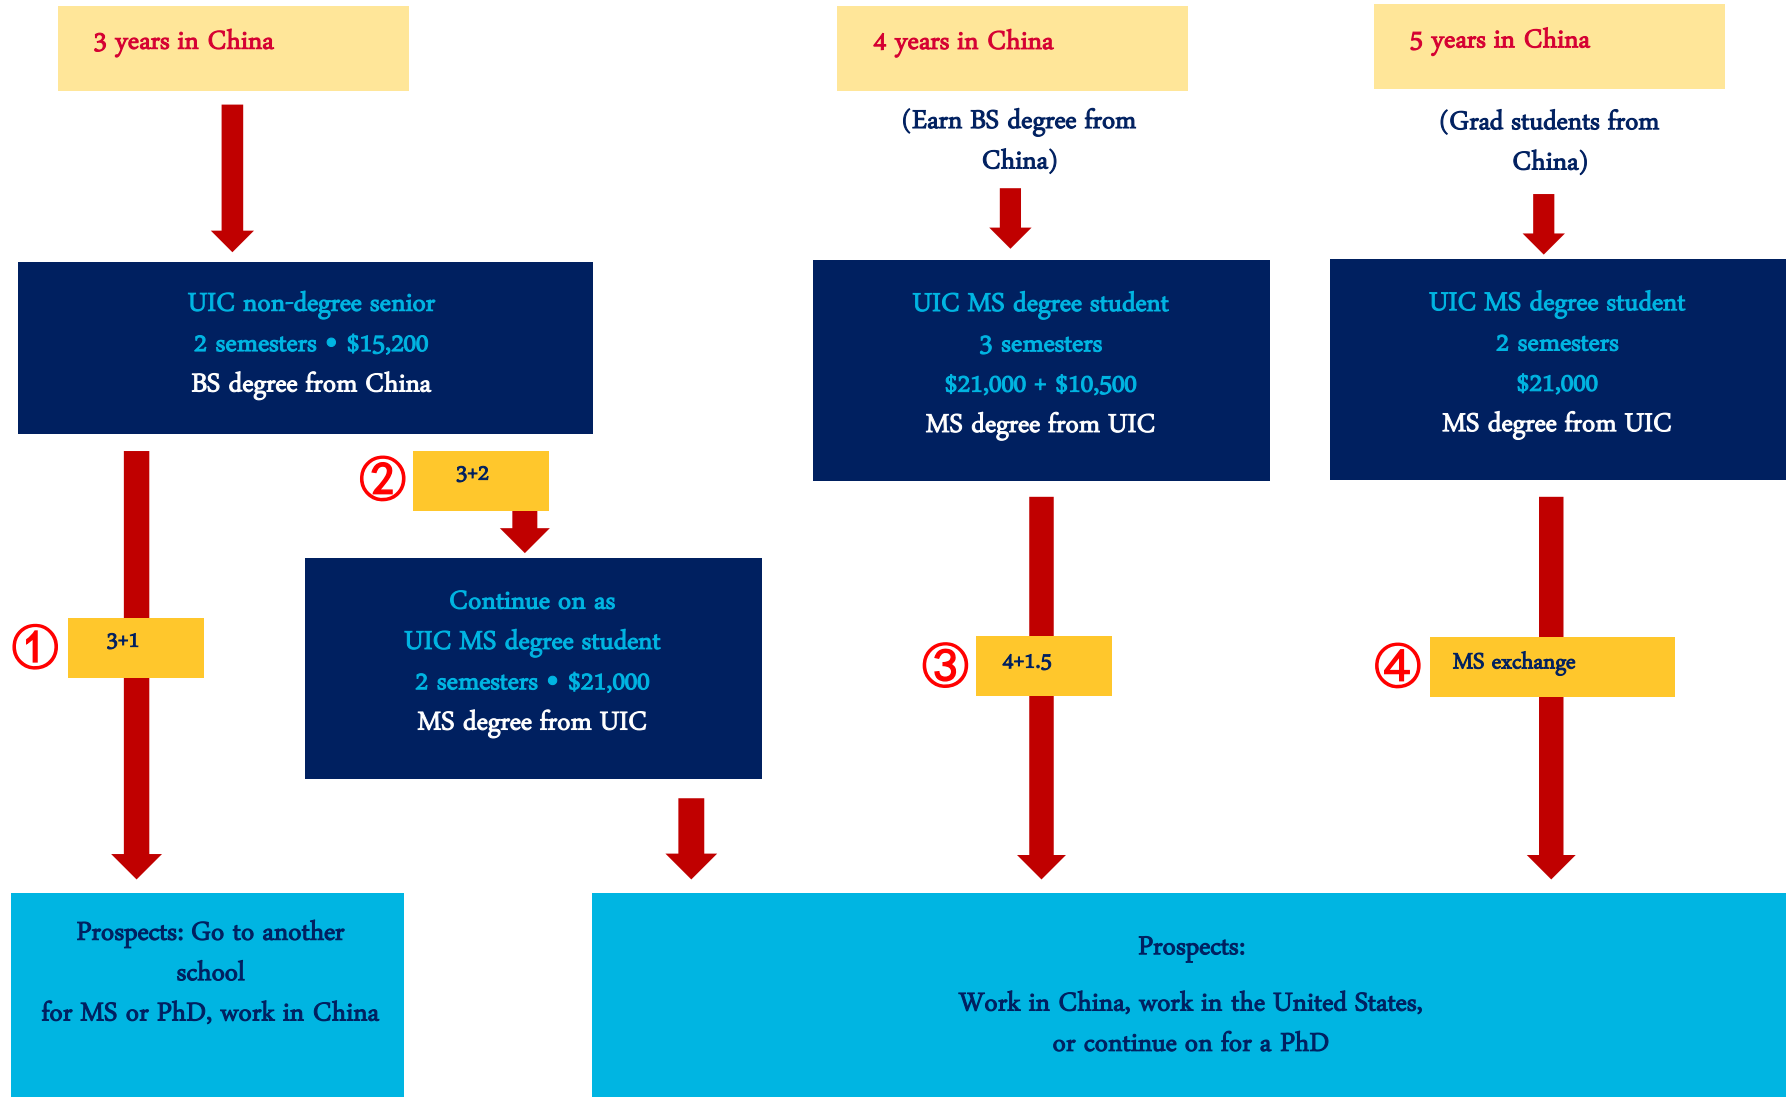 3 years in China
4 years in China
5 years in China
(Earn BS degree from
China)
(Grad students from
China)
UIC non-degree senior
2 semesters • $15,200
BS degree from China
UIC MS degree student
3 semesters
$21,000 + $10,500
MS degree from UIC
UIC MS degree student
2 semesters
$21,000
MS degree from UIC
② 3+2
Continue on as
UIC MS degree student
2 semesters • $21,000
MS degree from UIC
① 3+1
③ 4+1.5
④ MS exchange
Prospects: Go to another
school
for MS or PhD, work in China
Prospects:
Work in China, work in the United States,
or continue on for a PhD